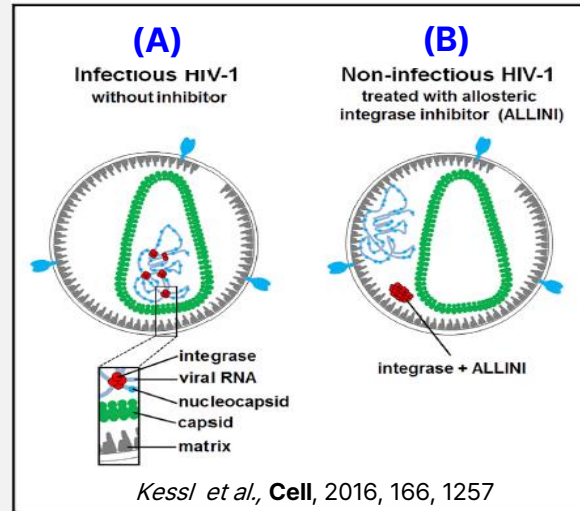 (A)
Infectious HIV-1
without inhibitor
(B)
Non-infectious HIV-1
treated with allosteric
integrase inhibitor (ALLINI)
integrase
viral RNA
nucleocapsid
capsid
matrix
integrase + ALLINI
Kessl et al., Cell, 2016, 166, 1257